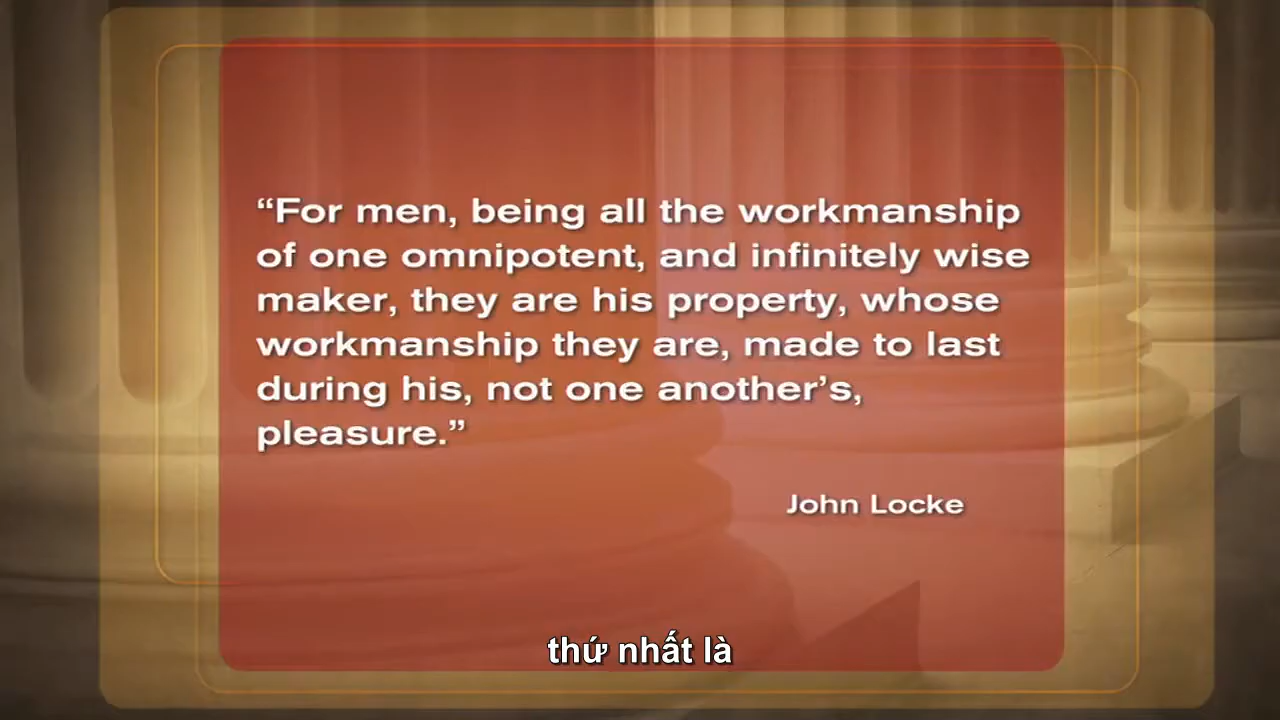 “For men, being all the workmanship
of one omnipotent, and infinitely wise
maker, they are his property, whose
workmanship they are, made to last
during his, not one another’s,
pleasure.”
John Locke
thứ nhất là